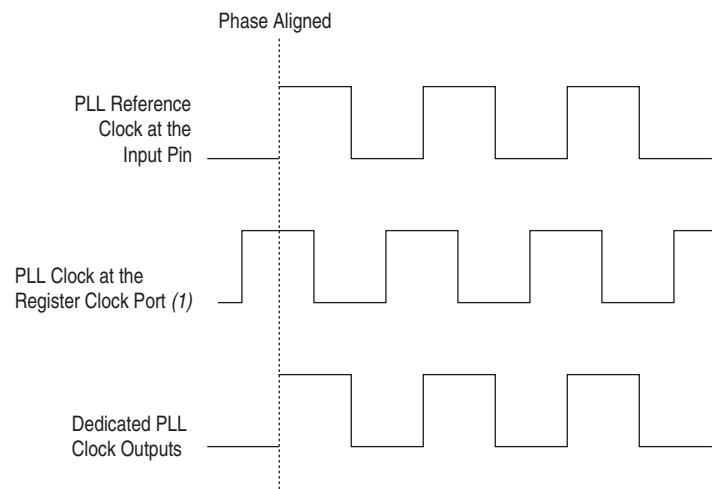 Phase Aligned
PLL Reference
Clock at the
Input Pin
PLL Clock at the
Register Clock Port (1)
Dedicated PLL
Clock Outputs